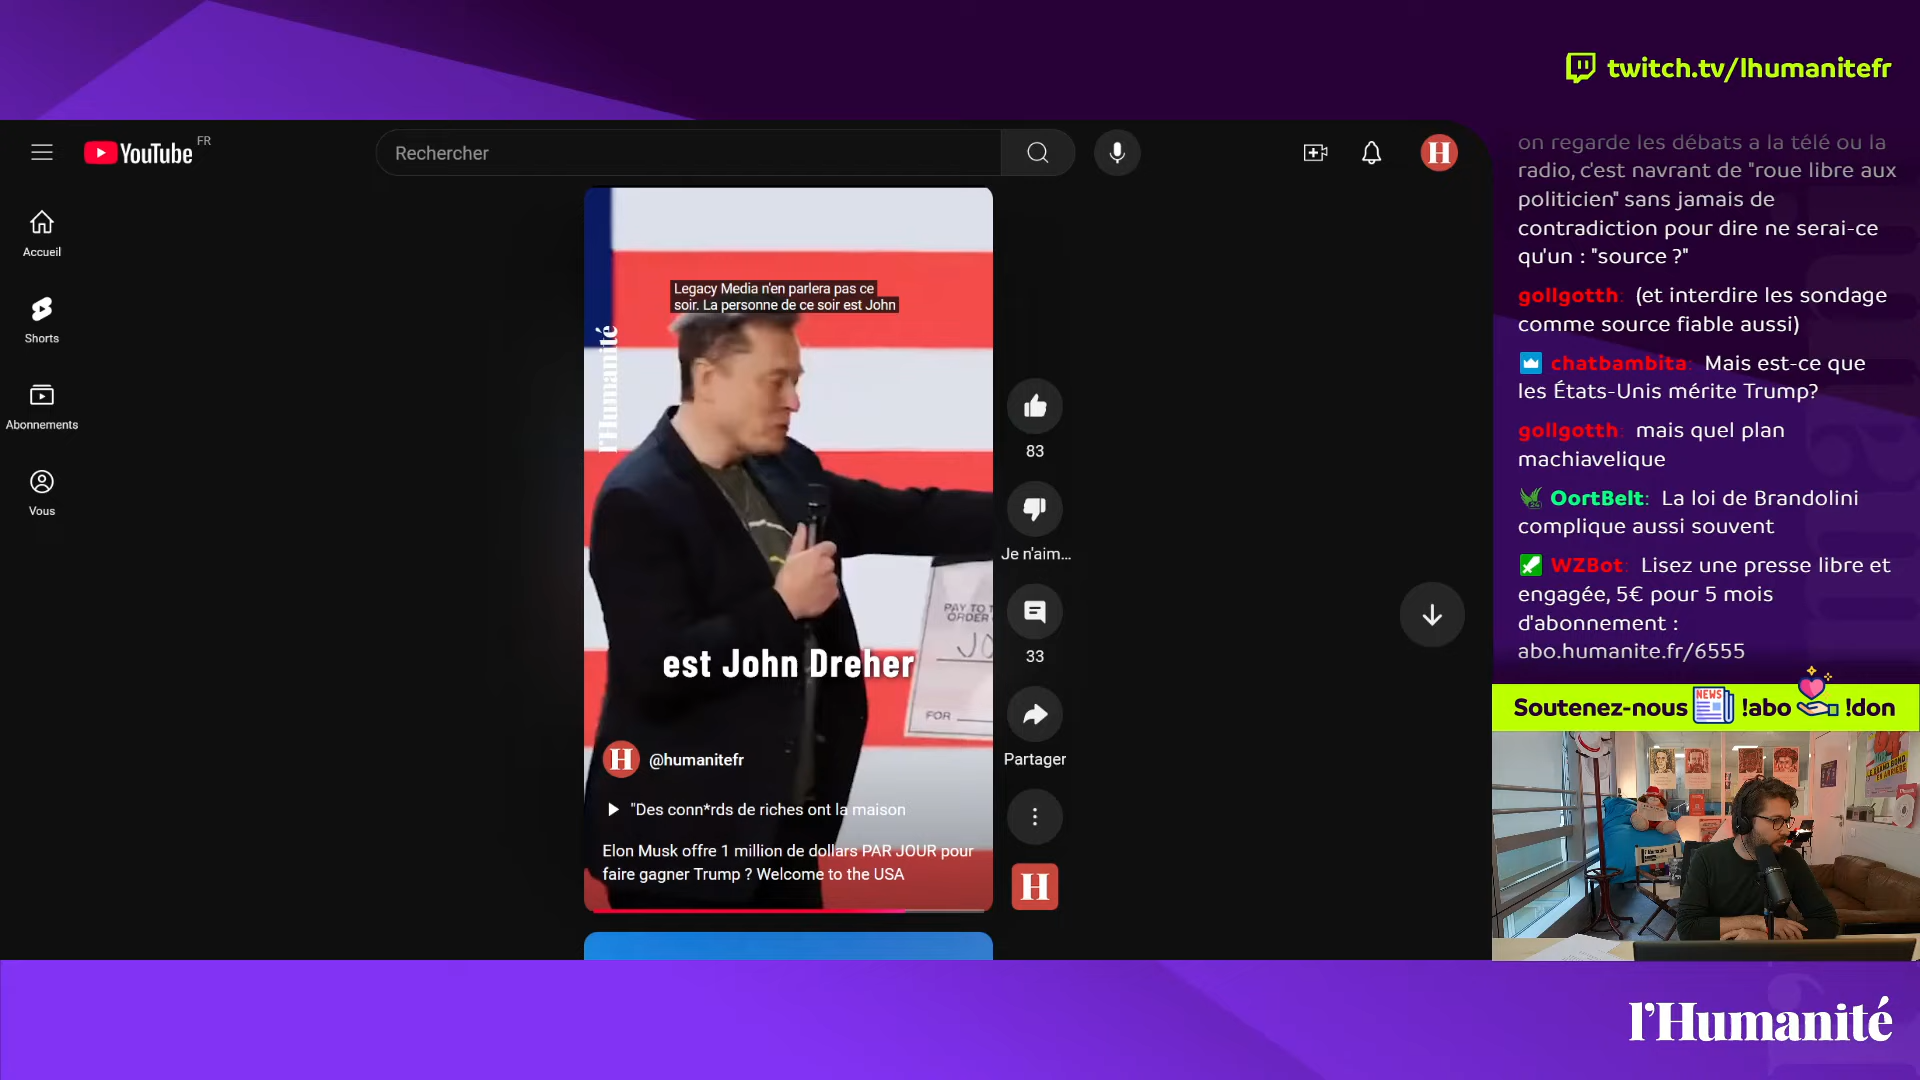 twitch.tv/lhumanitefr
YouTube FR
Rechercher
H
Accueil
Shorts
Abonnements
Vous
Legacy Media n'en parlera pas ce
soir. La personne de ce soir est John
l'Humanité
PAY TO T
ORDER
JO
FOR
est John Dreher
H @humanitefr
"Des conn*rds de riches ont la maison
Elon Musk offre 1 million de dollars PAR JOUR pour
faire gagner Trump ? Welcome to the USA
83
Je n'aim...
33
Partager
H
on regarde les débats a la télé ou la
radio, c'est navrant de "roue libre aux
politicien" sans jamais de
contradiction pour dire ne serai-ce
qu'un : "source ?"
gollgotth: (et interdire les sondage
comme source fiable aussi)
chatbambita: Mais est-ce que
les États-Unis mérite Trump?
gollgotth: mais quel plan
machiavelique
OortBelt: La loi de Brandolini
complique aussi souvent
WZBot: Lisez une presse libre et
engagée, 5€ pour 5 mois
d'abonnement :
abo.humanite.fr/6555
Soutenez-nous NEWS !abo !don
l'Humanité